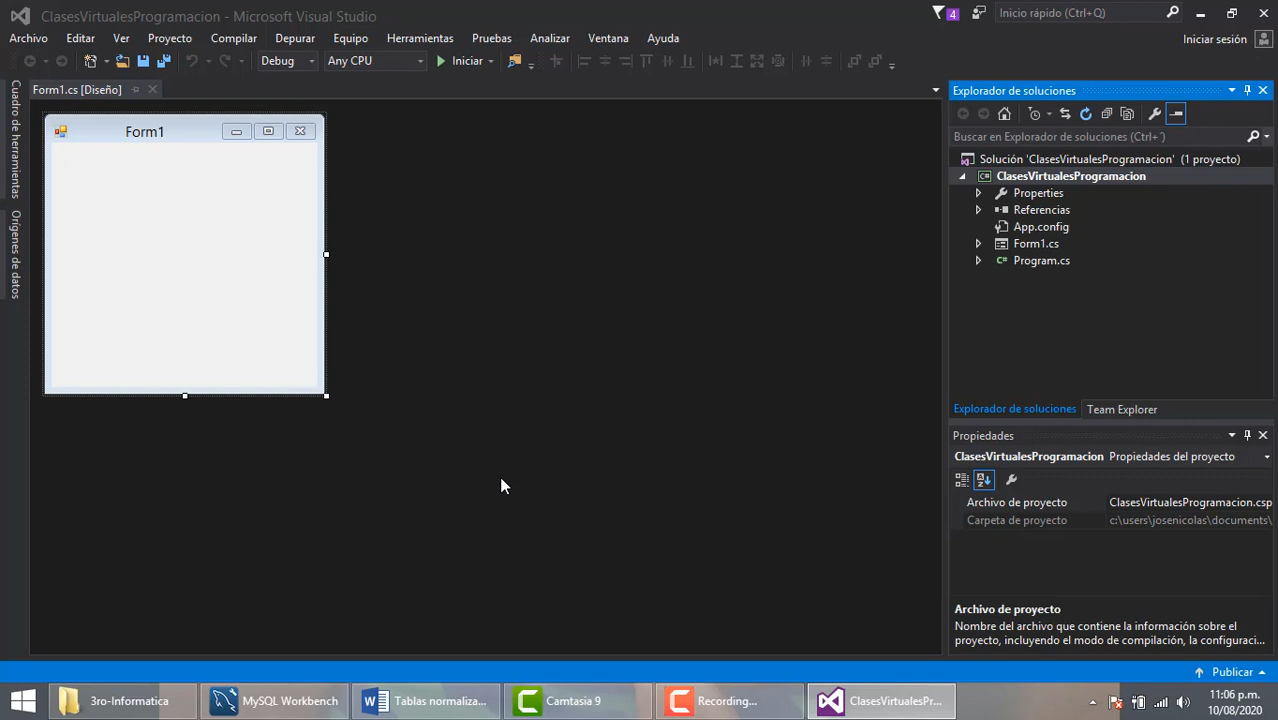 ClasesVirtualesProgramacion - Microsoft Visual Studio
4
Inicio rápido (Ctrl+Q)
Archivo Editar Ver Proyecto Compilar Depurar Equipo Herramientas Pruebas Analizar Ventana Ayuda
Iniciar sesión
Debug Any CPU Iniciar
Cuadro de herramientas
Orígenes de datos
Form1.cs [Diseño]
Form1
Explorador de soluciones
Buscar en Explorador de soluciones (Ctrl+´)
Solución 'ClasesVirtualesProgramacion' (1 proyecto)
ClasesVirtualesProgramacion
Properties
Referencias
App.config
Form1.cs
Program.cs
Explorador de soluciones Team Explorer
Propiedades
ClasesVirtualesProgramacion Propiedades del proyecto
Archivo de proyecto ClasesVirtualesProgramacion.csp
Carpeta de proyecto c:\users\josenicolas\documents\
Archivo de proyecto
Nombre del archivo que contiene la información sobre el
proyecto, incluyendo el modo de compilación, la configuraci...
Publicar
3ro-Informatica MySQL Workbench Tablas normaliza... Camtasia 9 Recording... ClasesVirtualesPr...
11:06 p.m.
10/08/2020